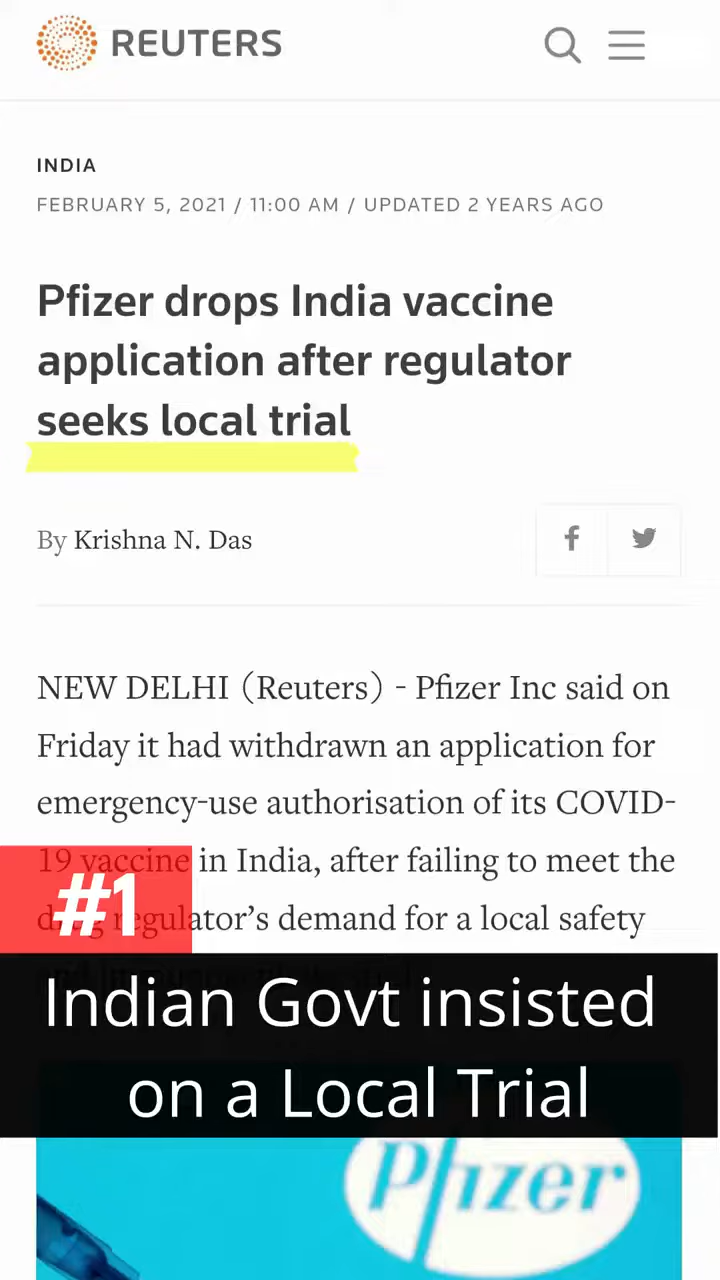 REUTERS
INDIA
FEBRUARY 5, 2021 / 11:00 AM / UPDATED 2 YEARS AGO
Pfizer drops India vaccine
application after regulator
seeks local trial
By Krishna N. Das
NEW DELHI (Reuters) - Pfizer Inc said on
Friday it had withdrawn an application for
emergency-use authorisation of its COVID-
19 vaccine in India, after failing to meet the
drug regulator’s demand for a local safety
#1
Indian Govt insisted
on a Local Trial
Pfizer